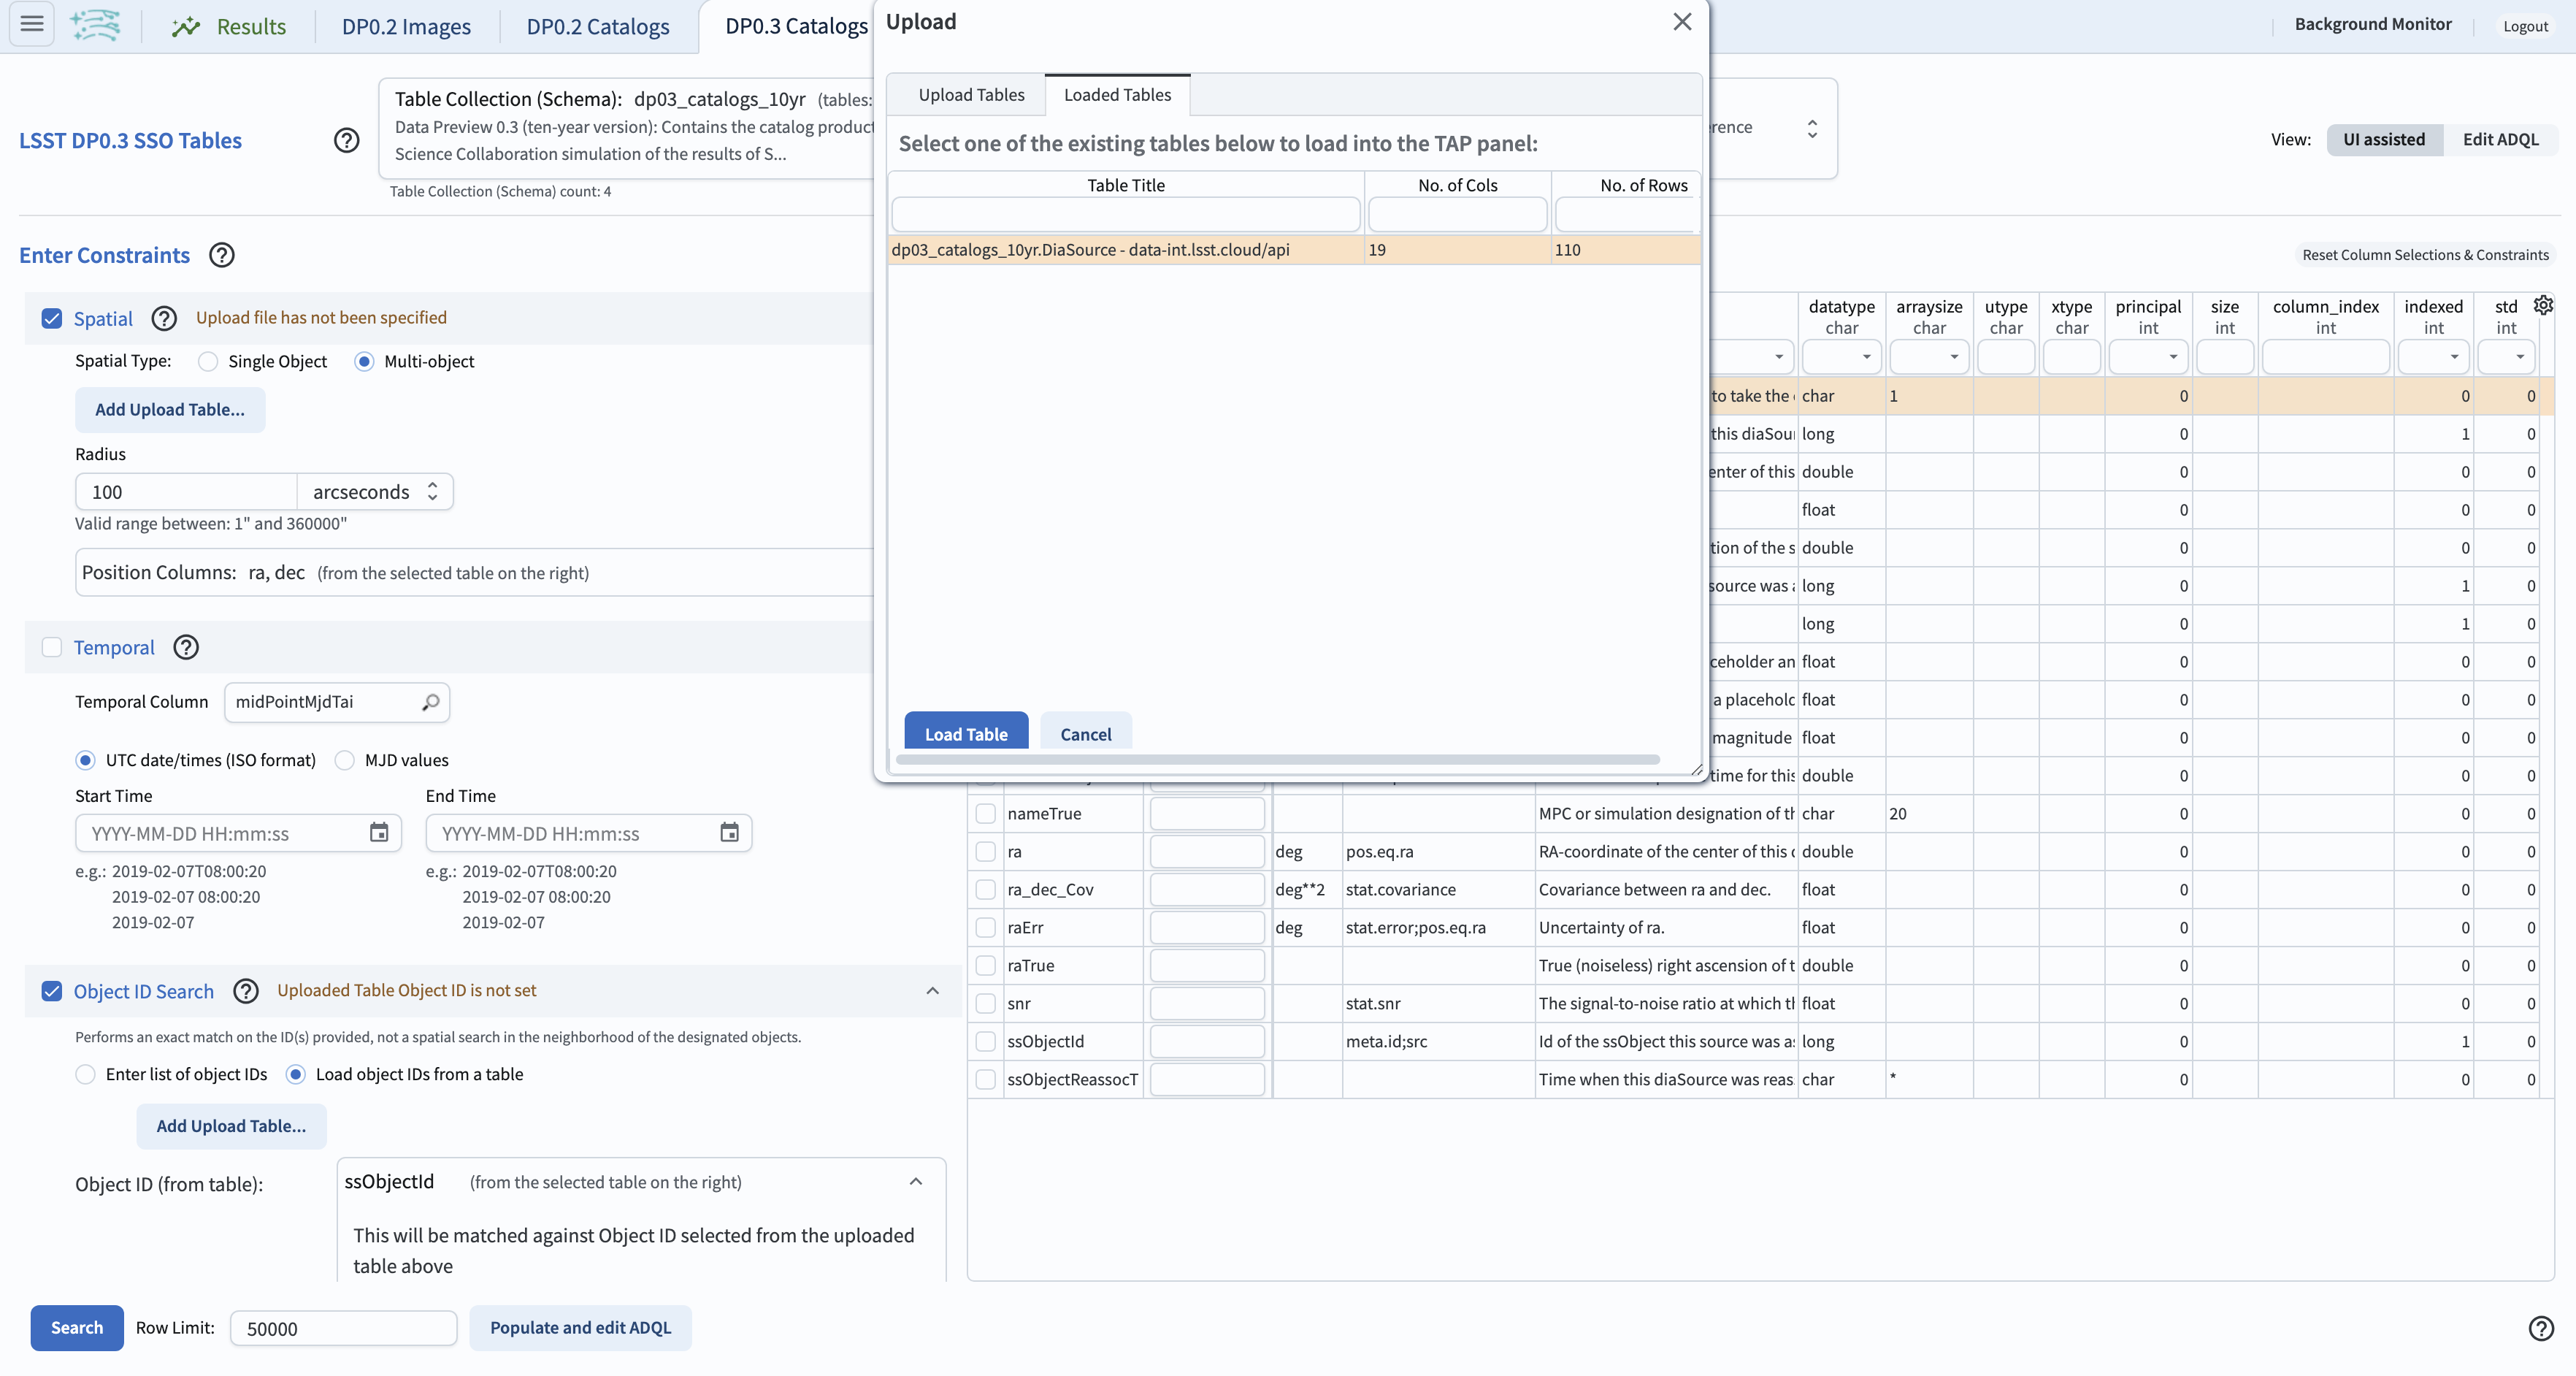 Results
DP0.2 Images
DP0.2 Catalogs
DP0.3 Catalogs
Background Monitor
Logout
LSST DP0.3 SSO Tables
Table Collection (Schema): dp03_catalogs_10yr (tables:
Data Preview 0.3 (ten-year version): Contains the catalog product
Science Collaboration simulation of the results of S...
Table Collection (Schema) count: 4
View: UI assisted Edit ADQL
Upload
Upload Tables Loaded Tables
Select one of the existing tables below to load into the TAP panel:
Table Title No. of Cols No. of Rows
dp03_catalogs_10yr.DiaSource - data-int.lsst.cloud/api 19 110
Load Table Cancel
Enter Constraints
Reset Column Selections & Constraints
Spatial Upload file has not been specified
Spatial Type: Single Object Multi-object
Add Upload Table...
Radius
100 arcseconds
Valid range between: 1" and 360000"
Position Columns: ra, dec (from the selected table on the right)
Temporal
Temporal Column midPointMjdTai
UTC date/times (ISO format) MJD values
Start Time End Time
YYYY-MM-DD HH:mm:ss YYYY-MM-DD HH:mm:ss
e.g.: 2019-02-07T08:00:20 e.g.: 2019-02-07T08:00:20
2019-02-07 08:00:20 2019-02-07 08:00:20
2019-02-07 2019-02-07
Object ID Search Uploaded Table Object ID is not set
Performs an exact match on the ID(s) provided, not a spatial search in the neighborhood of the designated objects.
Enter list of object IDs Load object IDs from a table
Add Upload Table...
Object ID (from table): ssObjectId (from the selected table on the right)
This will be matched against Object ID selected from the uploaded
table above
datatype arraysize utype xtype principal size column_index indexed std
char char char char int int int int int
to take the char 1 0 0 0
this diaSour long 0 1 0
enter of this double 0 0 0
float 0 0 0
tion of the s double 0 0 0
source was long 0 1 0
long 0 1 0
ceholder an float 0 0 0
a placehold float 0 0 0
magnitude float 0 0 0
time for this double 0 0 0
nameTrue MPC or simulation designation of th char 20 0 0 0
ra deg pos.eq.ra RA-coordinate of the center of this double 0 0 0
ra_dec_Cov deg**2 stat.covariance Covariance between ra and dec. float 0 0 0
raErr deg stat.error;pos.eq.ra Uncertainty of ra. float 0 0 0
raTrue True (noiseless) right ascension of t double 0 0 0
snr stat.snr The signal-to-noise ratio at which th float 0 0 0
ssObjectId meta.id;src Id of the ssObject this source was as long 0 1 0
ssObjectReassocT Time when this diaSource was reas char * 0 0 0
Search Row Limit: 50000 Populate and edit ADQL